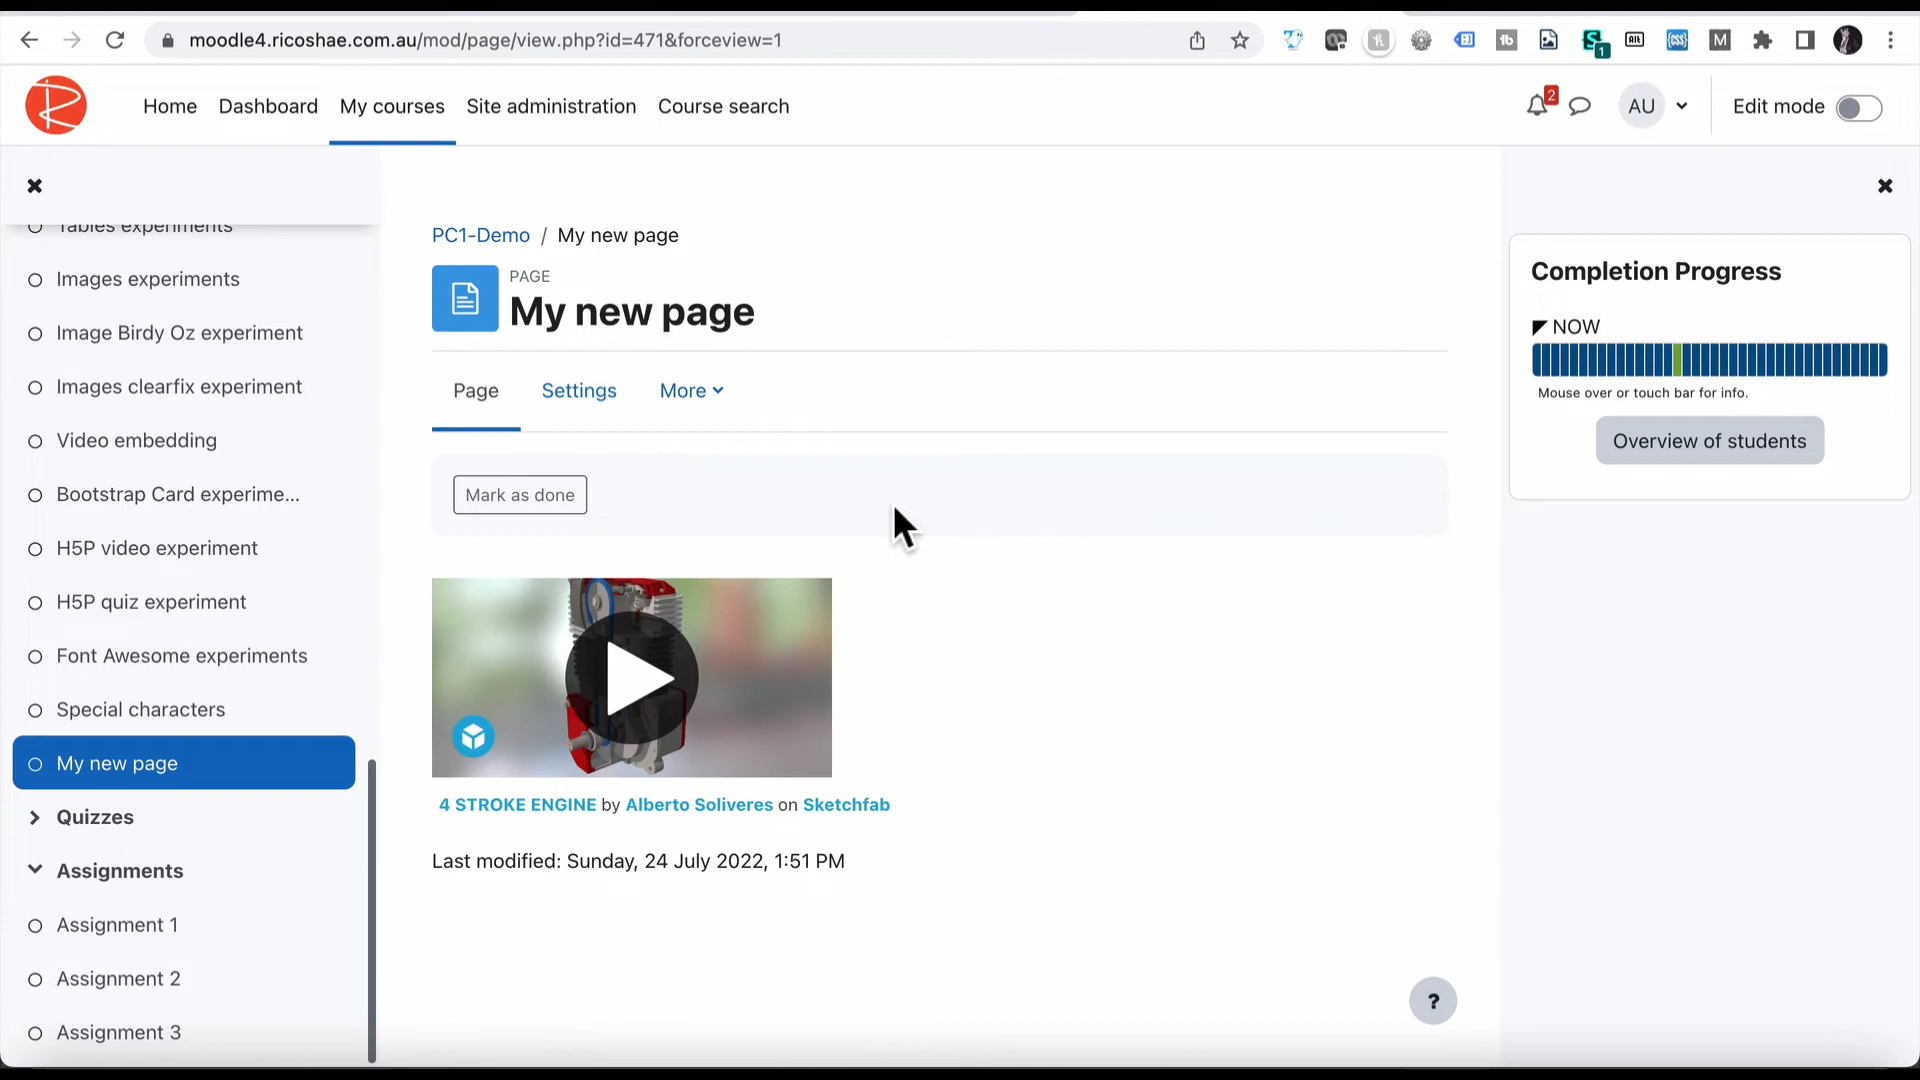 moodle4.ricoshae.com.au/mod/page/view.php?id=471&forceview=1
Home Dashboard My courses Site administration Course search
2
AU
Edit mode
Tables experiments
Images experiments
Image Birdy Oz experiment
Images clearfix experiment
Video embedding
Bootstrap Card experime...
H5P video experiment
H5P quiz experiment
Font Awesome experiments
Special characters
My new page
Quizzes
Assignments
Assignment 1
Assignment 2
Assignment 3
PC1-Demo / My new page
PAGE
My new page
Page Settings More
Mark as done
4 STROKE ENGINE by Alberto Soliveres on Sketchfab
Last modified: Sunday, 24 July 2022, 1:51 PM
?
Completion Progress
NOW
Mouse over or touch bar for info.
Overview of students